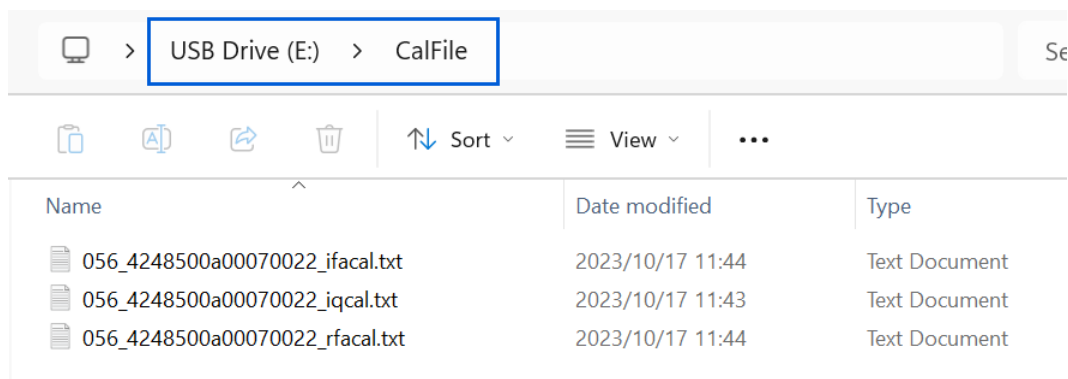 USB Drive (E:) > CalFile
Sort View
Name Date modified Type
056_4248500a00070022_ifacal.txt 2023/10/17 11:44 Text Document
056_4248500a00070022_iqcal.txt 2023/10/17 11:43 Text Document
056_4248500a00070022_rfacal.txt 2023/10/17 11:44 Text Document